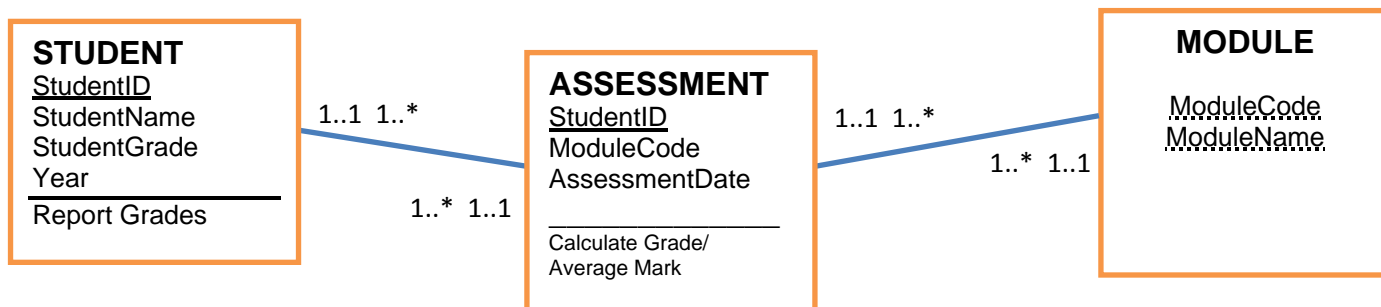 STUDENT
StudentID
StudentName
StudentGrade
Year
Report Grades
1..1 1..*
1..* 1..1
ASSESSMENT
StudentID
ModuleCode
AssessmentDate
Calculate Grade/
Average Mark
1..1 1..*
1..* 1..1
MODULE
ModuleCode
ModuleName